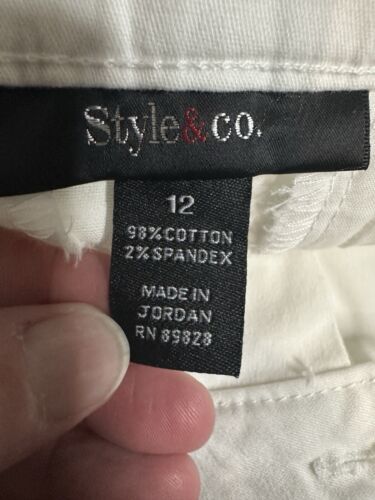 Style&co.
12
98%COTTON
2%SPANDEX
MADE IN
JORDAN
RN 89828